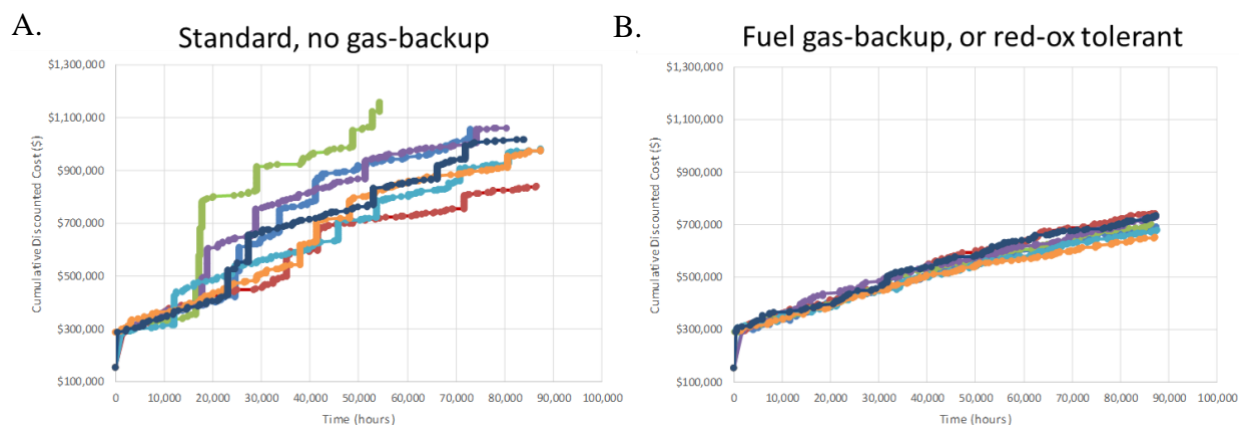 A.
Standard, no gas-backup
$1,300,000
$1,100,000
$900,000
$700,000
$500,000
$300,000
$100,000
Cumulative Discounted Cost ($)
0 10,000 20,000 30,000 40,000 50,000 60,000 70,000 80,000 90,000 100,000
Time (hours)
B.
Fuel gas-backup, or red-ox tolerant
$1,300,000
$1,100,000
$900,000
$700,000
$500,000
$300,000
$100,000
Cumulative Discounted Cost ($)
0 10,000 20,000 30,000 40,000 50,000 60,000 70,000 80,000 90,000 100,000
Time (hours)